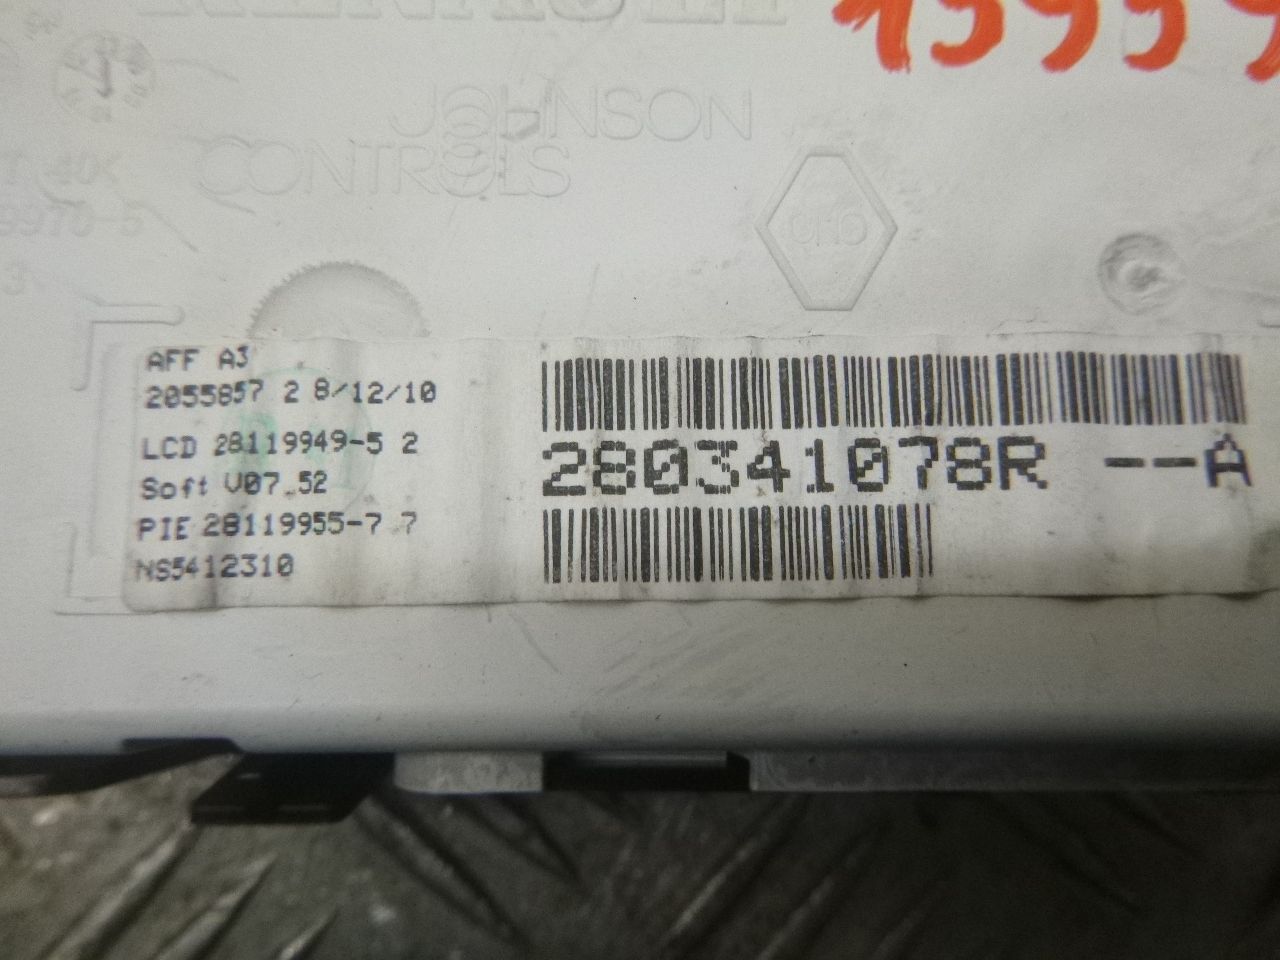 RENAULT
JOHNSON
CONTROLS
AFF A3
2055857 2 8/12/10
LCD 28119949-5 2
Soft V07.52
PIE 28119955-7 7
NS5412310
280341078R --A